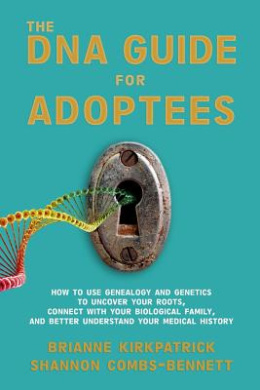 THE
DNA GUIDE
FOR
ADOPTEES
HOW TO USE GENEALOGY AND GENETICS
TO UNCOVER YOUR ROOTS,
CONNECT WITH YOUR BIOLOGICAL FAMILY,
AND BETTER UNDERSTAND YOUR MEDICAL HISTORY
BRIANNE KIRKPATRICK
SHANNON COMBS-BENNETT